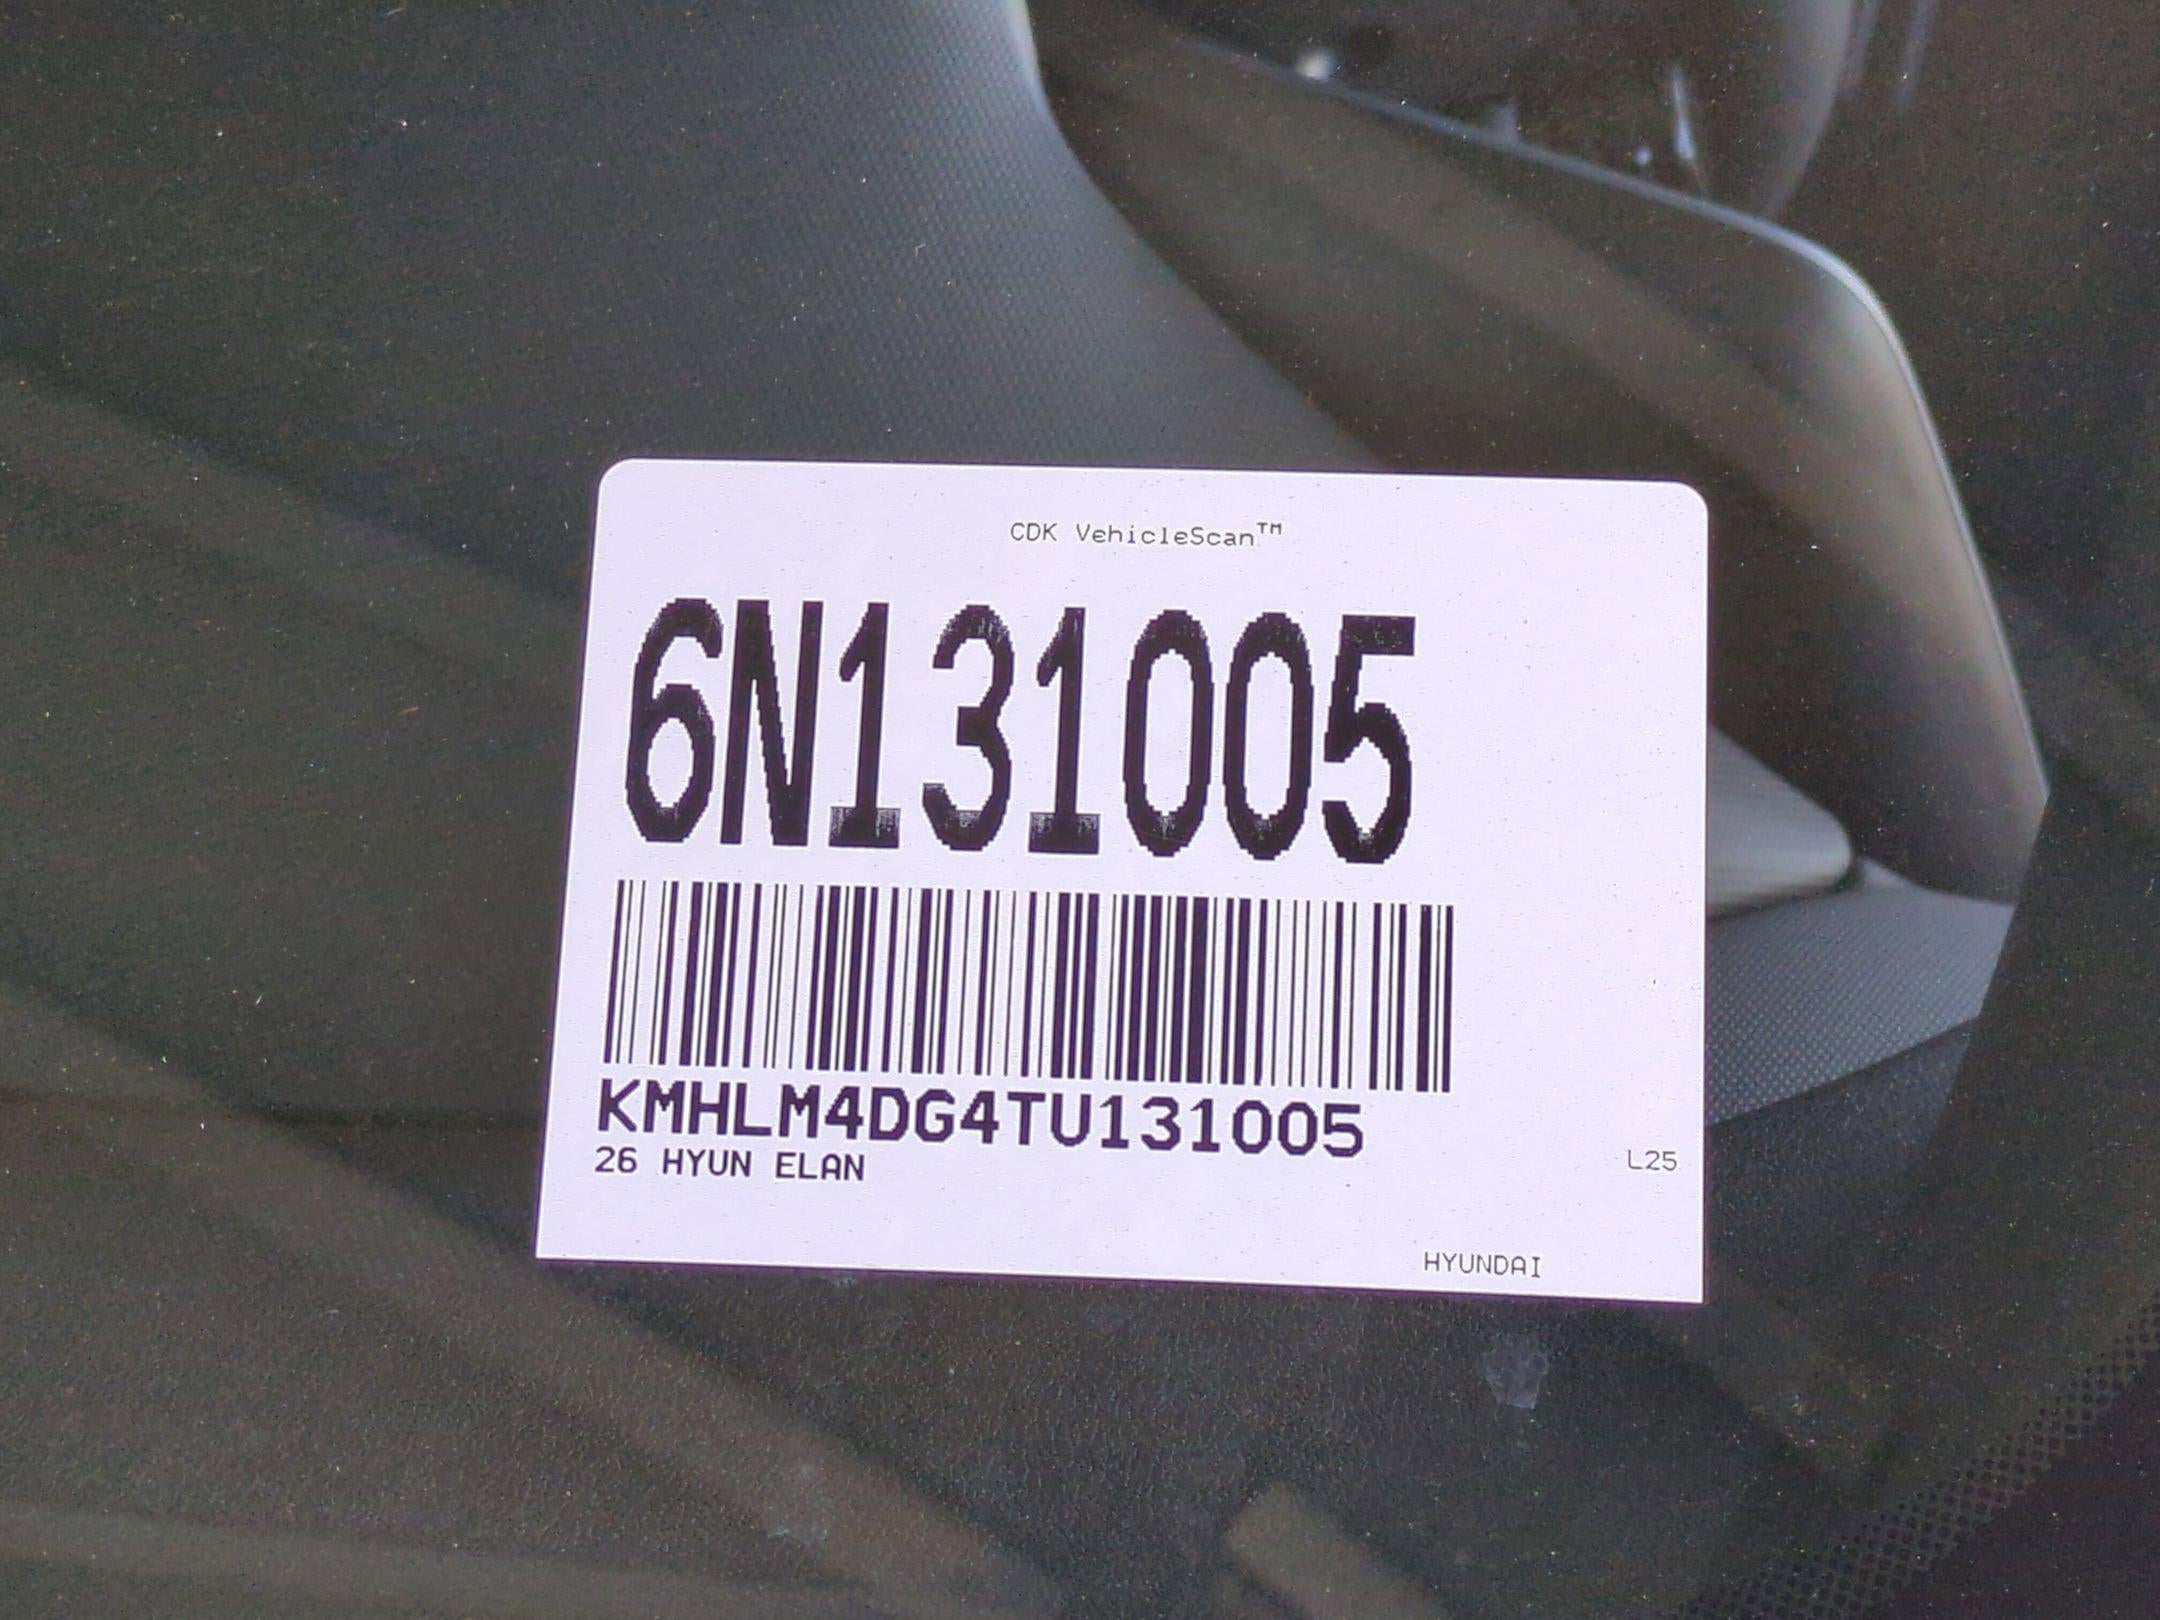 CDK VehicleScan™
6N131005
KMHLM4DG4TU131005
26 HYUN ELAN
L25
HYUNDAI